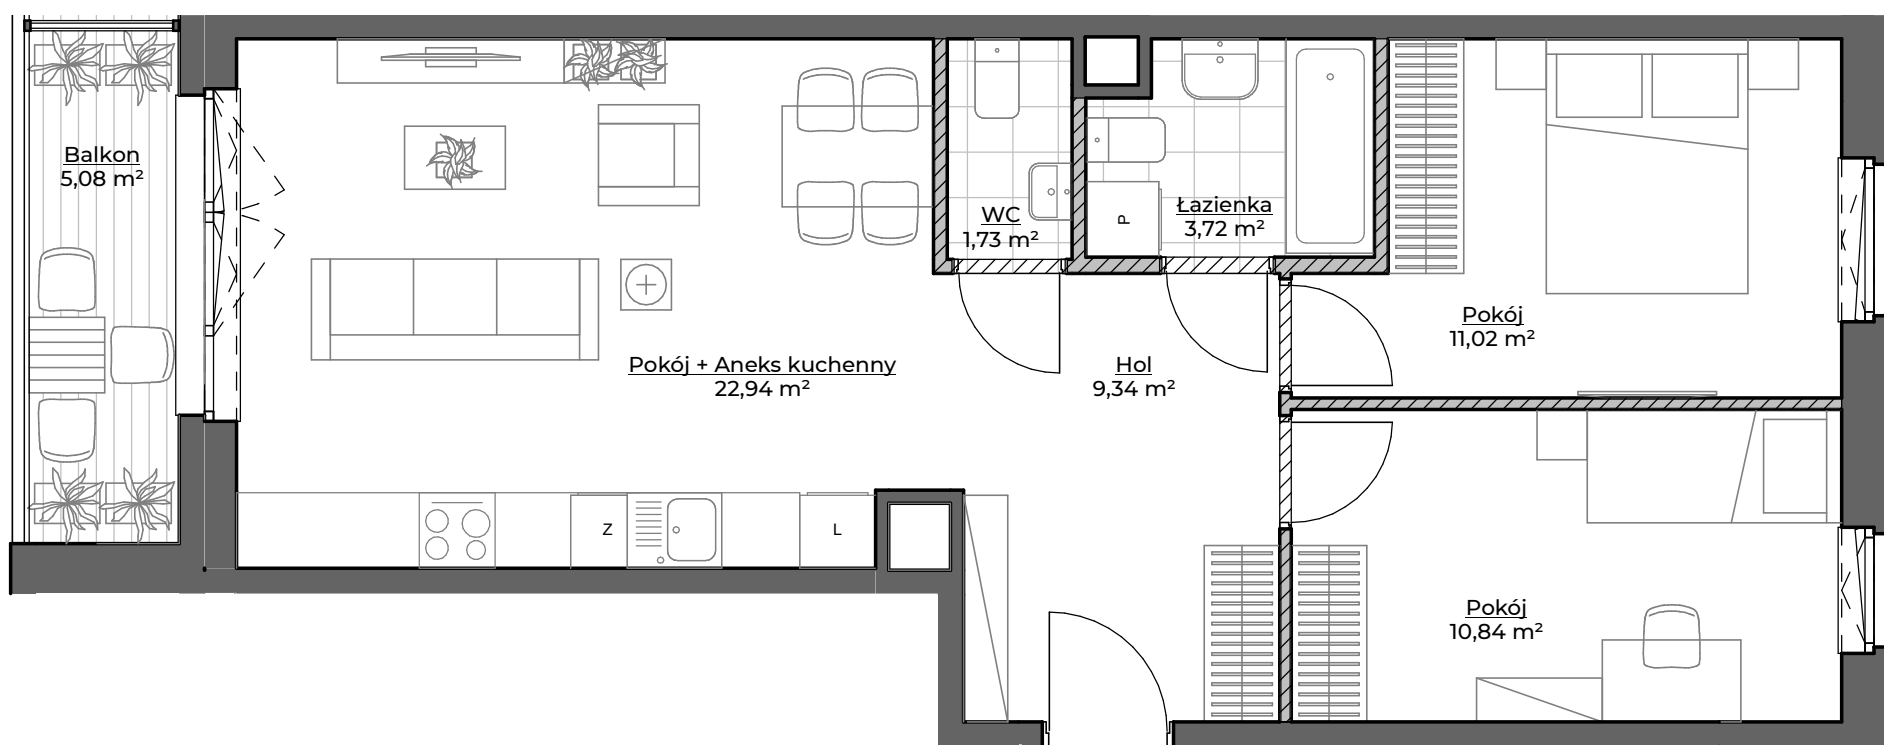 Balkon
5,08 m²
Pokój + Aneks kuchenny
22,94 m²
WC
1,73 m²
P
Łazienka
3,72 m²
Hol
9,34 m²
Pokój
11,02 m²
Z
L
Pokój
10,84 m²